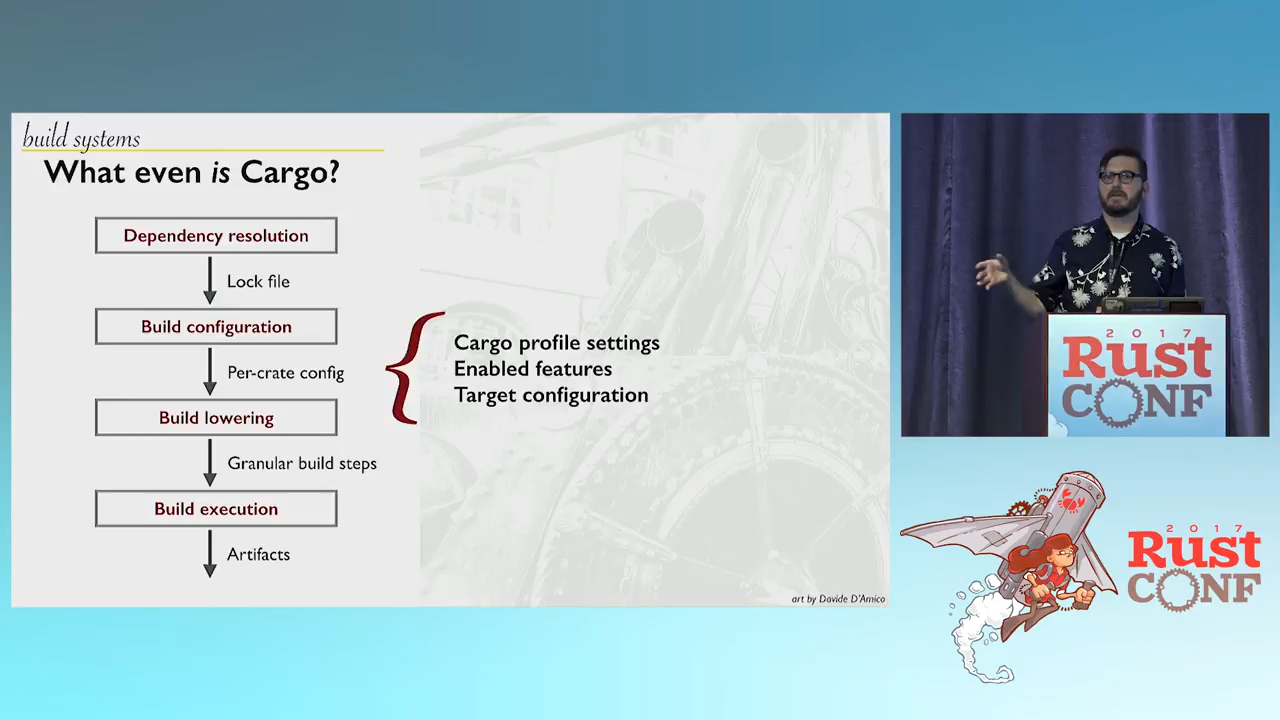 build systems
What even is Cargo?
Dependency resolution
Lock file
Build configuration
Per-crate config
Build lowering
Granular build steps
Build execution
Artifacts
Cargo profile settings
Enabled features
Target configuration
art by Davide D'Amico
2017
Rust
CONF
2017
Rust
CONF